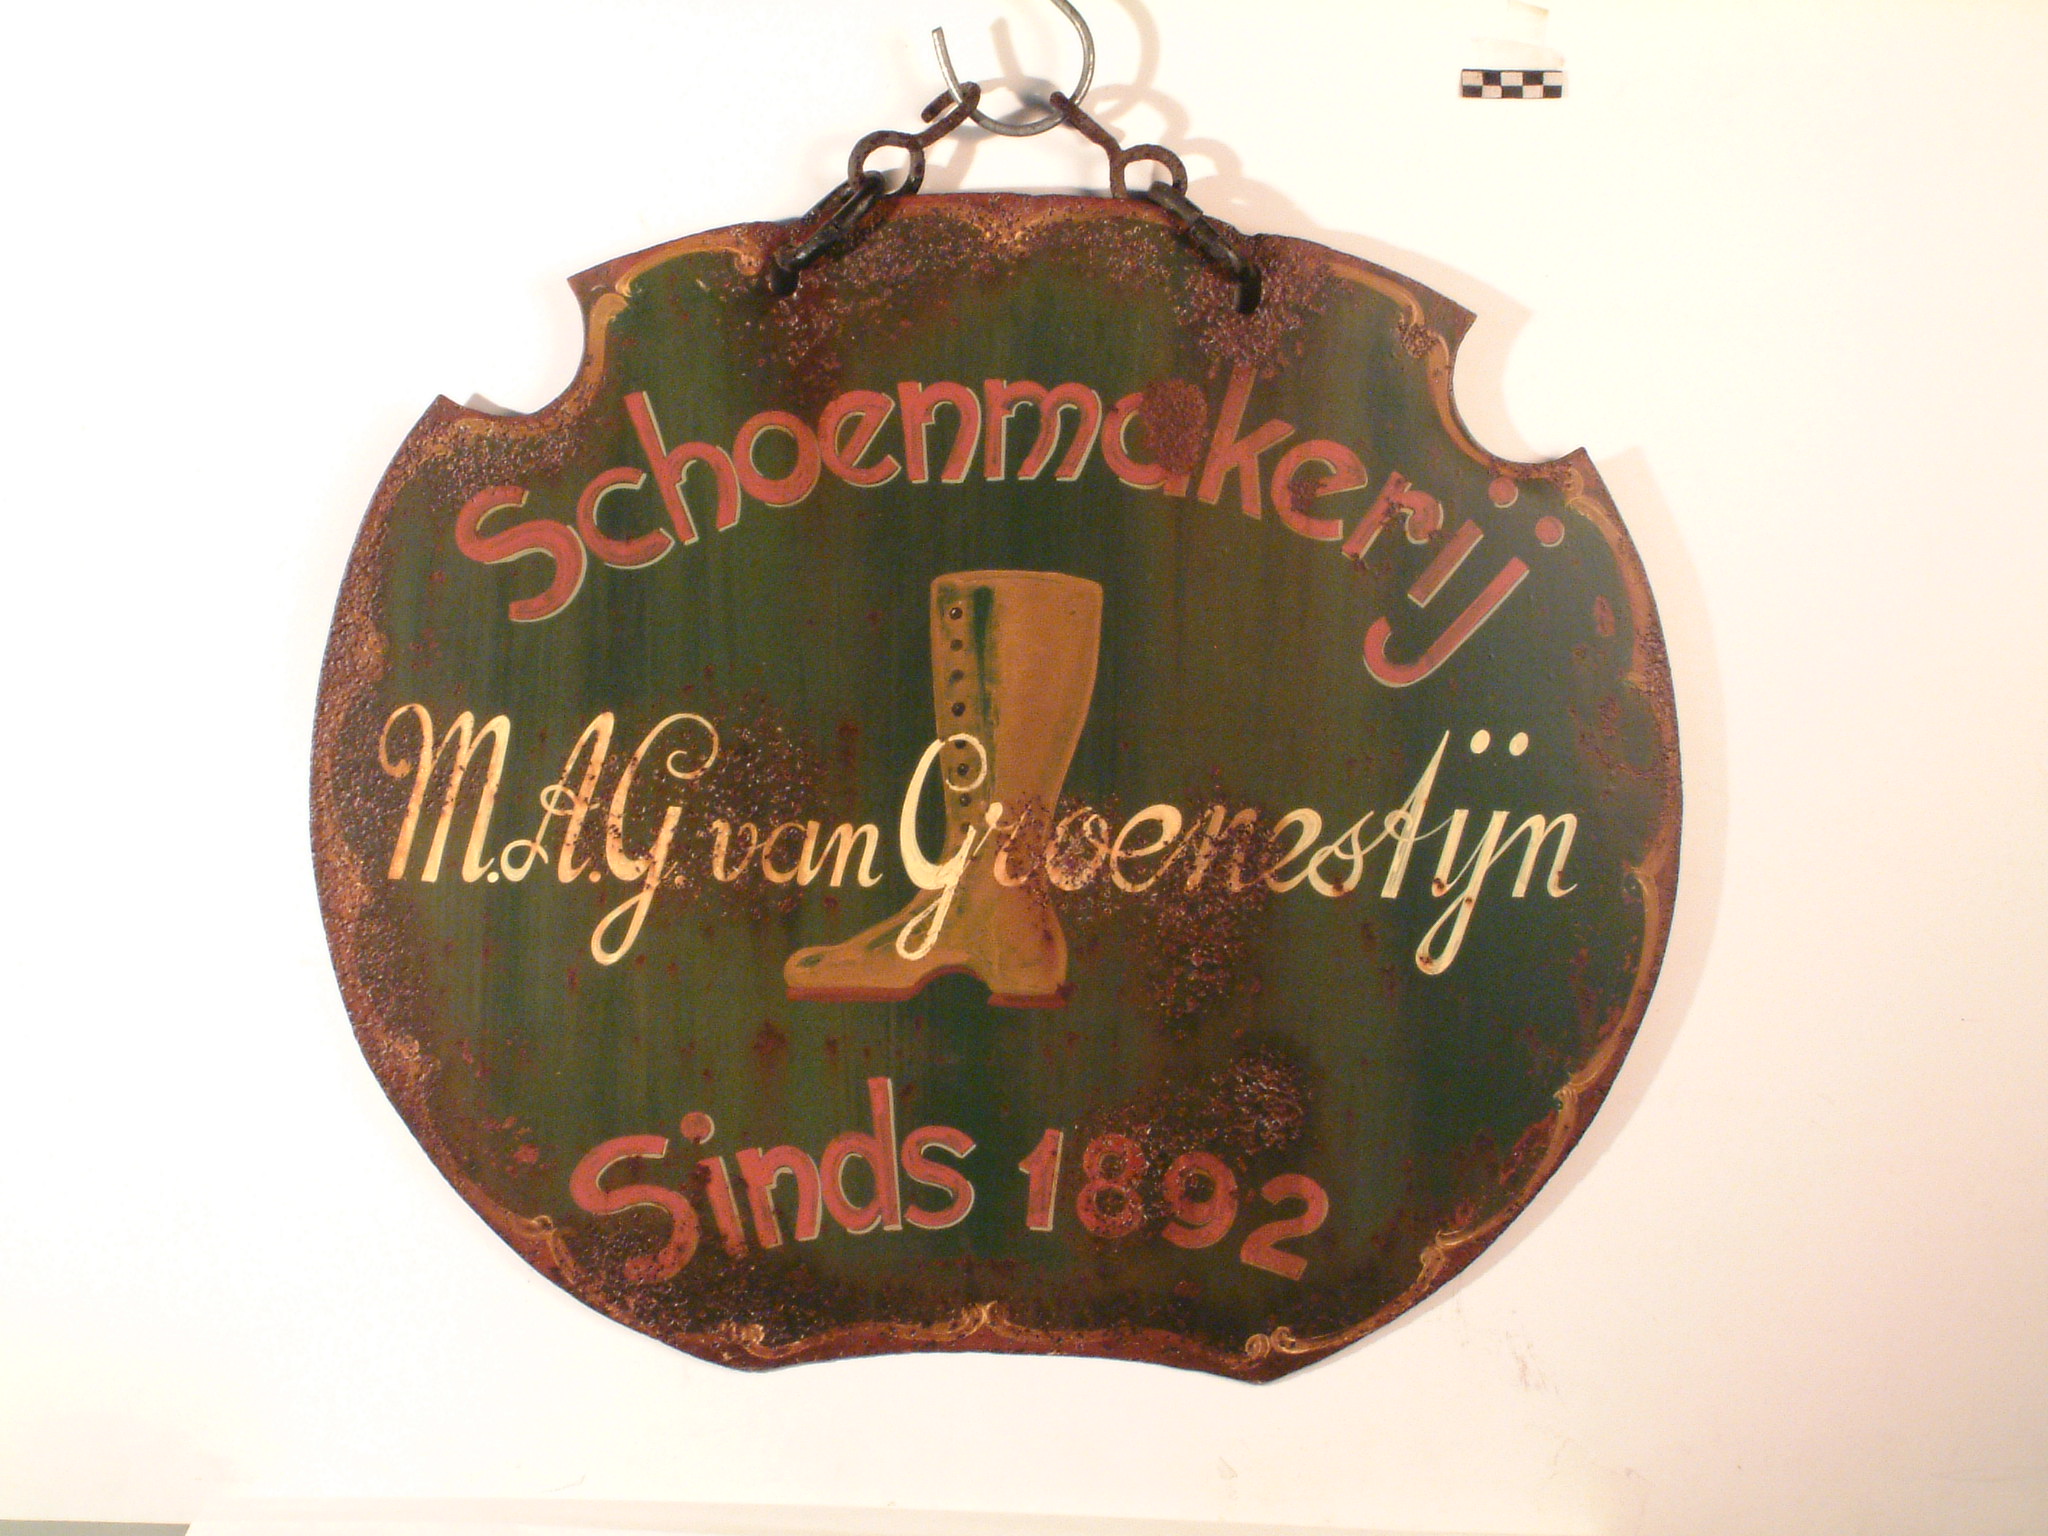 Schoenmakerij
M.A.G. van Groenestijn
Sinds 1892